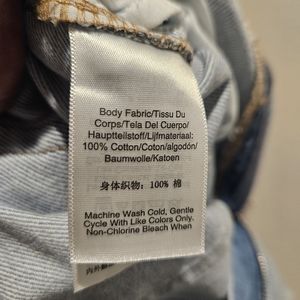 Body Fabric/Tissu Du
Corps/Tela Del Cuerpo/
Hauptteilstoff/Lijfmateriaal:
100% Cotton/Coton/algodón/
Baumwolle/Katoen
身体织物: 100% 棉
Machine Wash Cold, Gentle
Cycle With Like Colors Only.
Non-Chlorine Bleach When